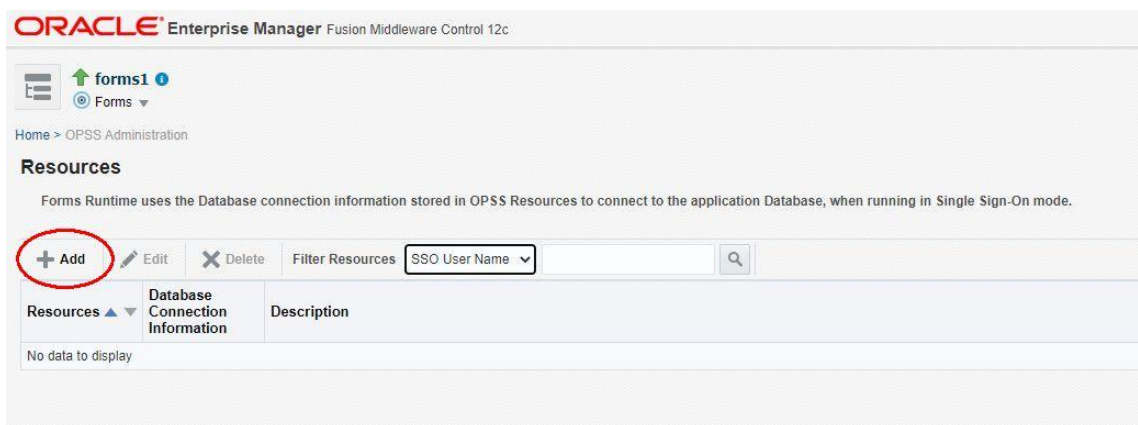 ORACLE Enterprise Manager Fusion Middleware Control 12c
forms1
Forms
Home > OPSS Administration
Resources
Forms Runtime uses the Database connection information stored in OPSS Resources to connect to the application Database, when running in Single Sign-On mode.
Add Edit Delete Filter Resources SSO User Name
Resources Database Connection Information Description
No data to display